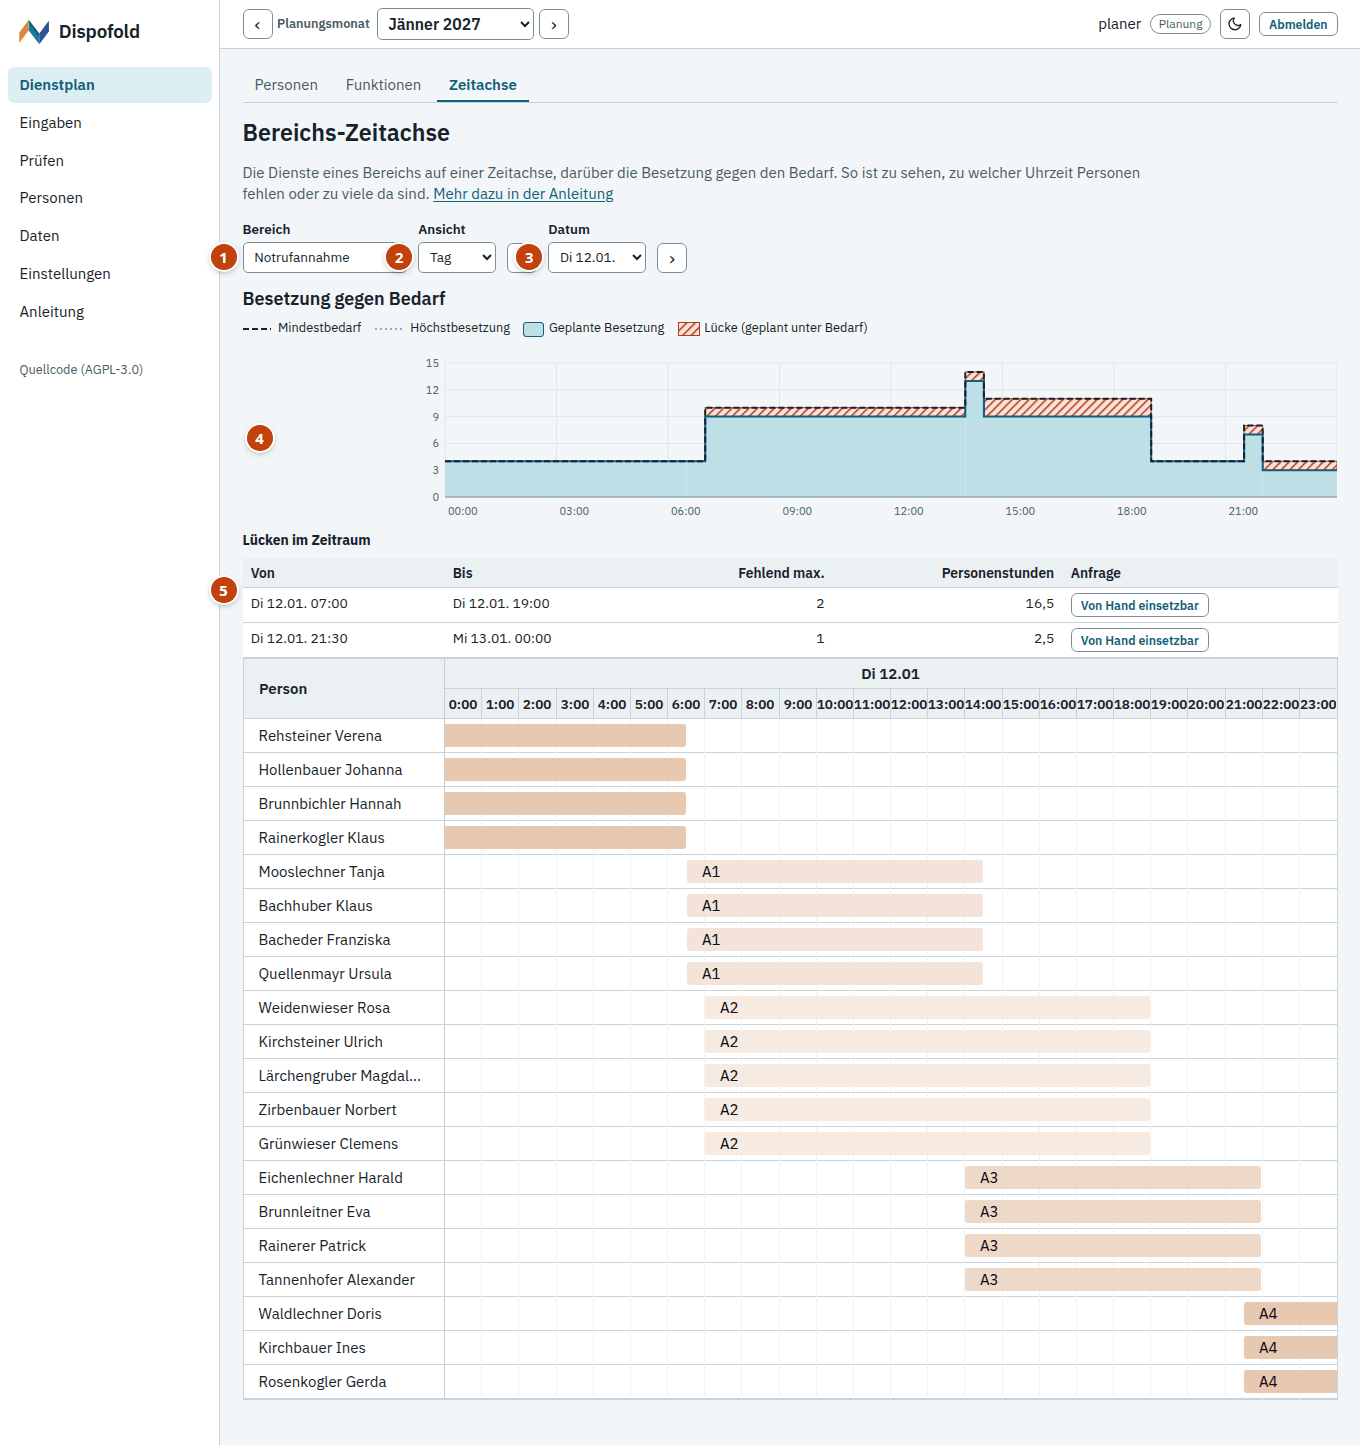 Dispofold
Dienstplan
Eingaben
Prüfen
Personen
Daten
Einstellungen
Anleitung
Quellcode (AGPL-3.0)
‹ Planungsmonat Jänner 2027 ›
planer Planung Abmelden
Personen Funktionen Zeitachse
Bereichs-Zeitachse
Die Dienste eines Bereichs auf einer Zeitachse, darüber die Besetzung gegen den Bedarf. So ist zu sehen, zu welcher Uhrzeit Personen
fehlen oder zu viele da sind. Mehr dazu in der Anleitung
Bereich Ansicht Datum
1 Notrufannahme 2 Tag 3 Di 12.01. ›
Besetzung gegen Bedarf
Mindestbedarf Höchstbesetzung Geplante Besetzung Lücke (geplant unter Bedarf)
15
12
9
4
6
3
0
00:00 03:00 06:00 09:00 12:00 15:00 18:00 21:00
Lücken im Zeitraum
5
Von Bis Fehlend max. Personenstunden Anfrage
Di 12.01. 07:00 Di 12.01. 19:00 2 16,5 Von Hand einsetzbar
Di 12.01. 21:30 Mi 13.01. 00:00 1 2,5 Von Hand einsetzbar
Person Di 12.01
0:00 1:00 2:00 3:00 4:00 5:00 6:00 7:00 8:00 9:00 10:00 11:00 12:00 13:00 14:00 15:00 16:00 17:00 18:00 19:00 20:00 21:00 22:00 23:00
Rehsteiner Verena
Hollenbauer Johanna
Brunnbichler Hannah
Rainerkogler Klaus
Mooslechner Tanja A1
Bachhuber Klaus A1
Bacheder Franziska A1
Quellenmayr Ursula A1
Weidenwieser Rosa A2
Kirchsteiner Ulrich A2
Lärchengruber Magdal... A2
Zirbenbauer Norbert A2
Grünwieser Clemens A2
Eichenlechner Harald A3
Brunnleitner Eva A3
Rainerer Patrick A3
Tannenhofer Alexander A3
Waldlechner Doris A4
Kirchbauer Ines A4
Rosenkogler Gerda A4